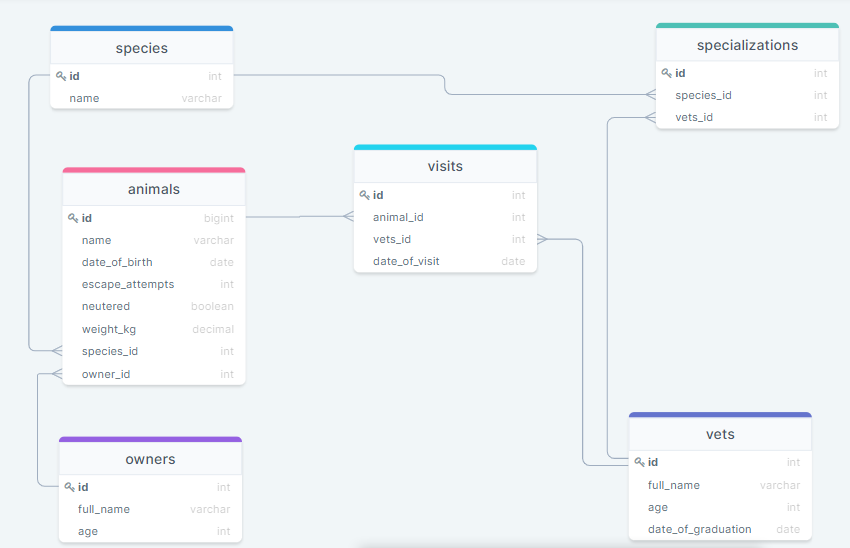 species
id int
name varchar
specializations
id int
species_id int
vets_id int
animals
id bigint
name varchar
date_of_birth date
escape_attempts int
neutered boolean
weight_kg decimal
species_id int
owner_id int
visits
id int
animal_id int
vets_id int
date_of_visit date
owners
id int
full_name varchar
age int
vets
id int
full_name varchar
age int
date_of_graduation date